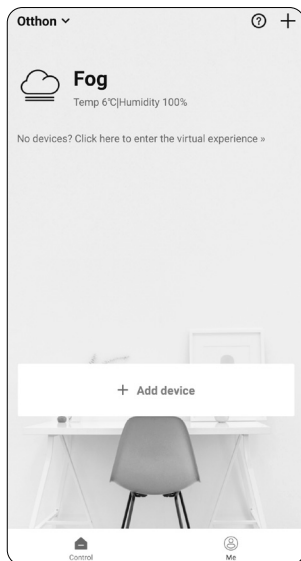 Otthon
Fog
Temp 6℃|Humidity 100%
No devices? Click here to enter the virtual experience »
+ Add device
Control
Me